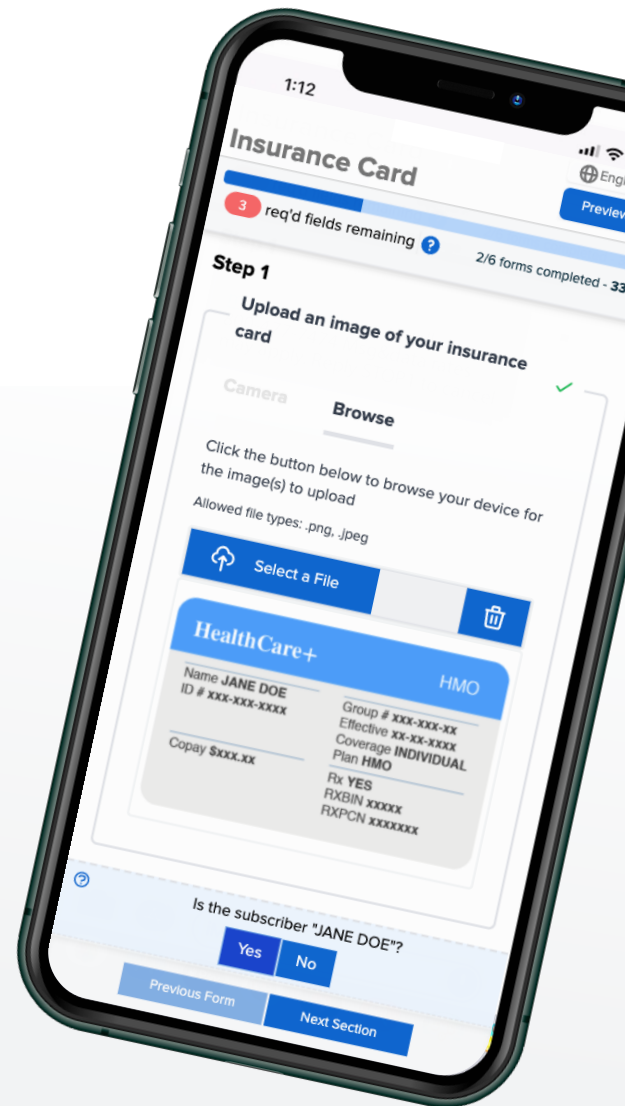 1:12
Insurance Card
Engl
Preview
3 req'd fields remaining ?
2/6 forms completed - 33
Step 1
Upload an image of your insurance
card
Camera
Browse
Click the button below to browse your device for
the image(s) to upload
Allowed file types: .png, .jpeg
Select a File
HealthCare+
HMO
Name JANE DOE
ID # xxx-xxx-xxxx
Copay $xxx.xx
Group # xxx-xxx-xx
Effective xx-xx-xxxx
Coverage INDIVIDUAL
Plan HMO
Rx YES
RXBIN xxxxx
RXPCN xxxxxxx
?
Is the subscriber "JANE DOE"?
Yes
No
Previous Form
Next Section